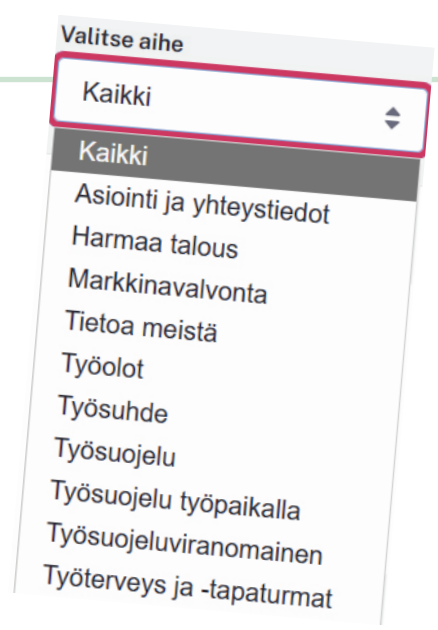 Valitse aihe
Kaikki
Kaikki
Asiointi ja yhteystiedot
Harmaa talous
Markkinavalvonta
Tietoa meistä
Työolot
Työsuhde
Työsuojelu
Työsuojelu työpaikalla
Työsuojeluviranomainen
Työterveys ja -tapaturmat